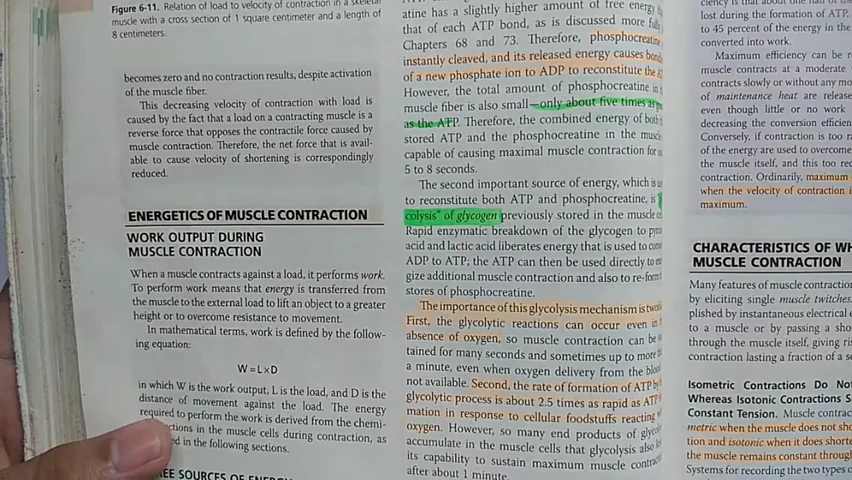 Figure 6-11. Relation of load to velocity of contraction in a skeletal
muscle with a cross section of 1 square centimeter and a length of
8 centimeters.
becomes zero and no contraction results, despite activation
of the muscle fiber.
This decreasing velocity of contraction with load is
caused by the fact that a load on a contracting muscle is a
reverse force that opposes the contractile force caused by
muscle contraction. Therefore, the net force that is avail-
able to cause velocity of shortening is correspondingly
reduced.
ENERGETICS OF MUSCLE CONTRACTION
WORK OUTPUT DURING
MUSCLE CONTRACTION
When a muscle contracts against a load, it performs work.
To perform work means that energy is transferred from
the muscle to the external load to lift an object to a greater
height or to overcome resistance to movement.
In mathematical terms, work is defined by the follow-
ing equation:
W = L × D
in which W is the work output, L is the load, and D is the
distance of movement against the load. The energy
required to perform the work is derived from the chemi-
in the muscle cells during contraction, as
in the following sections.
SOURCES OF
atine has a slightly higher amount of free energy
that of each ATP bond, as is discussed more
Chapters 68 and 73. Therefore, phosphocreatine
instantly cleaved, and its released energy causes
of a new phosphate ion to ADP to reconstitute the
However, the total amount of phosphocreatine in
muscle fiber is also small—only about five times as
as the ATP. Therefore, the combined energy of both
stored ATP and the phosphocreatine in the
capable of causing maximal muscle contraction for
5 to 8 seconds.
The second important source of energy, which is
to reconstitute both ATP and phosphocreatine, is
colysis" of glycogen previously stored in the muscle
Rapid enzymatic breakdown of the glycogen to
acid and lactic acid liberates energy that is used to
ADP to ATP; the ATP can then be used directly to
gize additional muscle contraction and also to re-form
stores of phosphocreatine.
The importance of this glycolysis mechanism is
First, the glycolytic reactions can occur even in
absence of oxygen, so muscle contraction can be
tained for many seconds and sometimes up to more
a minute, even when oxygen delivery from the
not available. Second, the rate of formation of ATP by
glycolytic process is about 2.5 times as rapid as ATP
mation in response to cellular foodstuffs reacting
oxygen. However, so many end products of
accumulate in the muscle cells that glycolysis also
its capability to sustain maximum muscle
after about 1 minute.
lost during the formation of ATP,
to 45 percent of the energy in the
converted into work.
Maximum efficiency can be
muscle contracts at a moderate
contracts slowly or without any
of maintenance heat are
even though little or no work
decreasing the conversion
Conversely, if contraction is too
of the energy are used to overcome
the muscle itself, and this too
contraction. Ordinarily, maximum
when the velocity of contraction
maximum.
CHARACTERISTICS OF
MUSCLE CONTRACTION
Many features of muscle
by eliciting single muscle twitches.
plished by instantaneous electrical
to a muscle or by passing a
through the muscle itself, giving
contraction lasting a fraction of a
Isometric Contractions Do
Whereas Isotonic Contractions
Constant Tension. Muscle
metric when the muscle does not
tion and isotonic when it does
the muscle remains constant
Systems for recording the two types